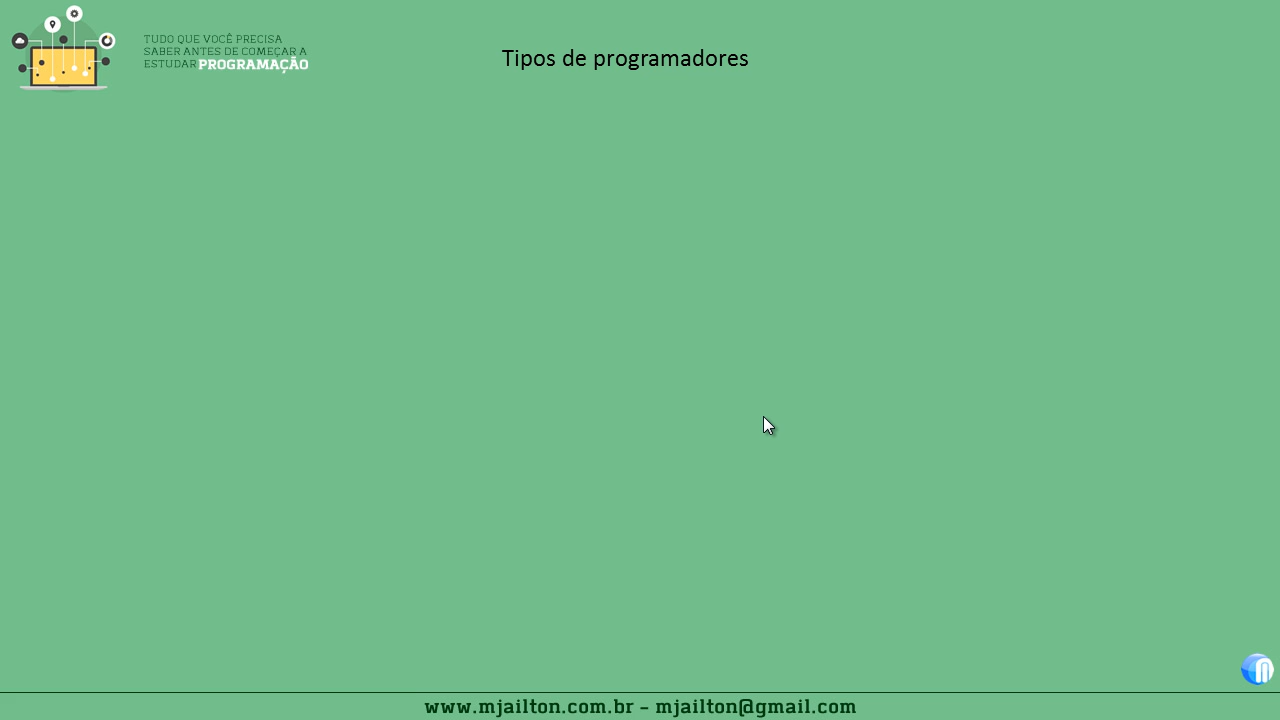 TUDO QUE VOCÊ PRECISA
SABER ANTES DE COMEÇAR A
ESTUDAR PROGRAMAÇÃO
Tipos de programadores
www.mjailton.com.br - mjailton@gmail.com